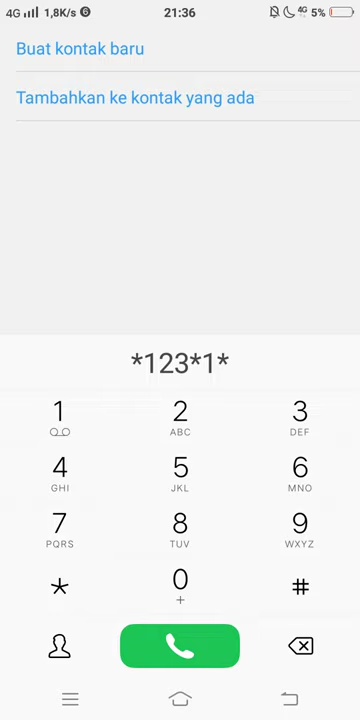 4G 1,8K/s 6 21:36 4G 5%
Buat kontak baru
Tambahkan ke kontak yang ada
*123*1*
1 2 3
ABC DEF
4 5 6
GHI JKL MNO
7 8 9
PQRS TUV WXYZ
* 0 #
+